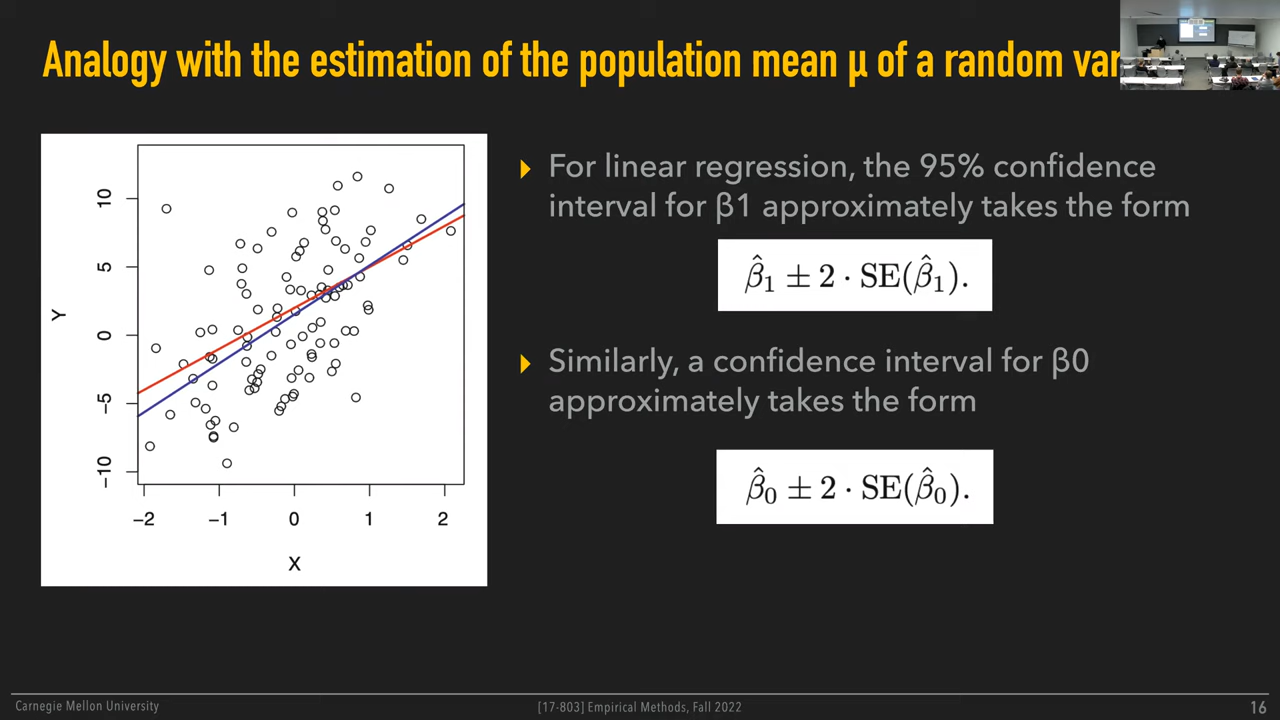 Analogy with the estimation of the population mean μ of a random
For linear regression, the 95% confidence
interval for β1 approximately takes the form
β̂₁ ± 2 · SE(β̂₁).
Similarly, a confidence interval for β0
approximately takes the form
β̂₀ ± 2 · SE(β̂₀).
Y
10
5
0
−5
−10
−2 −1 0 1 2
X
Carnegie Mellon University
[17-803] Empirical Methods, Fall 2022
16